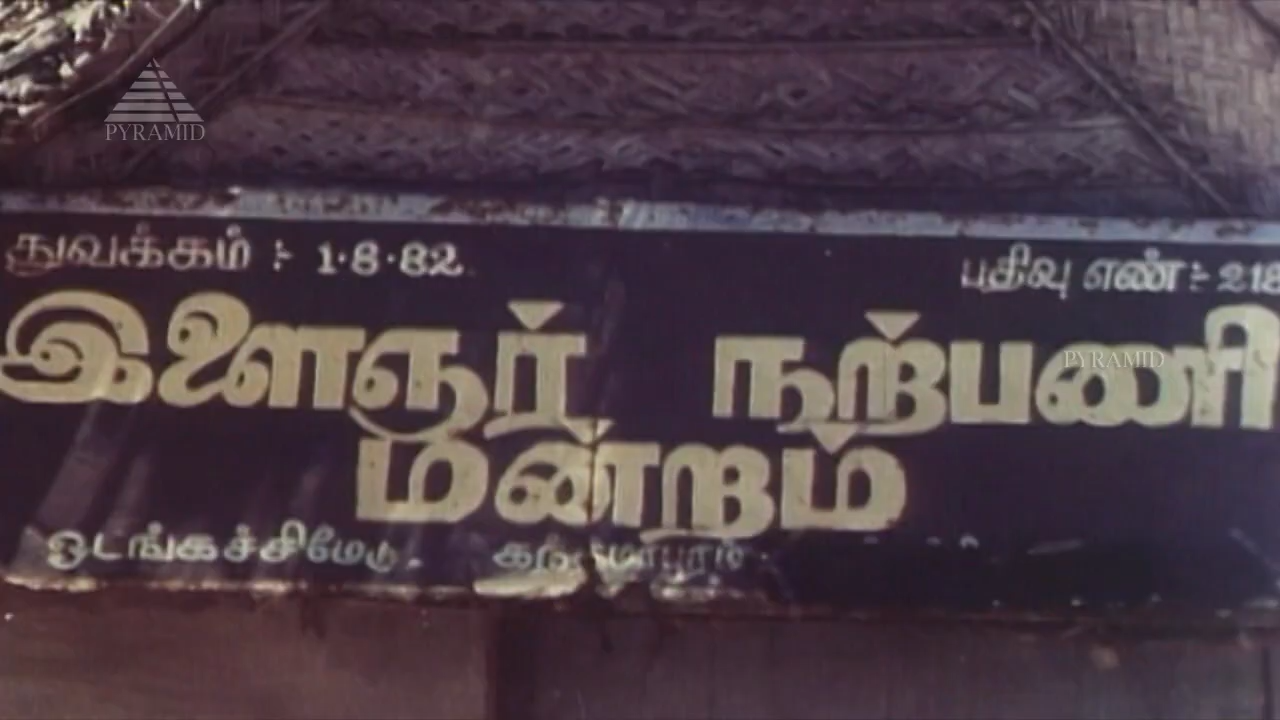 PYRAMID
துவக்கம் :- 1·8·82. பதிவு எண் :- 218
இளைஞர் நற்பணி
PYRAMID
மன்றம்
ஓடங்கச்சிமேடு.